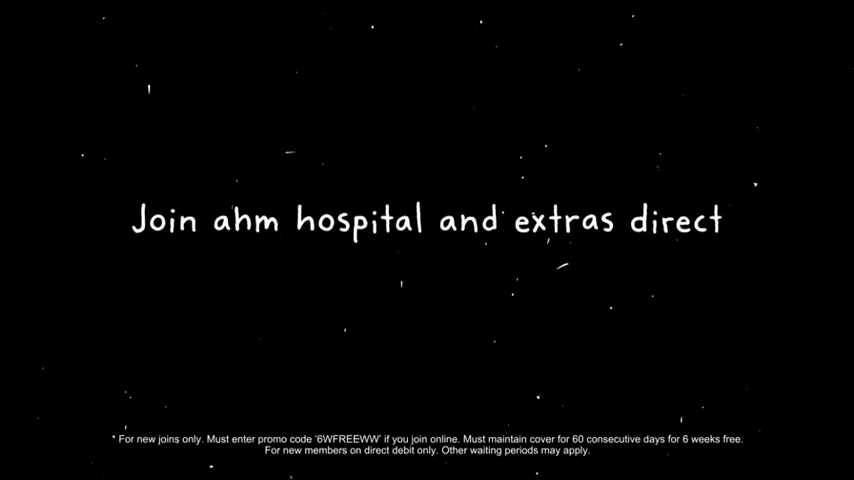 Join ahm hospital and extras direct
* For new joins only. Must enter promo code '6WFREEWW' if you join online. Must maintain cover for 60 consecutive days for 6 weeks free.
For new members on direct debit only. Other waiting periods may apply.